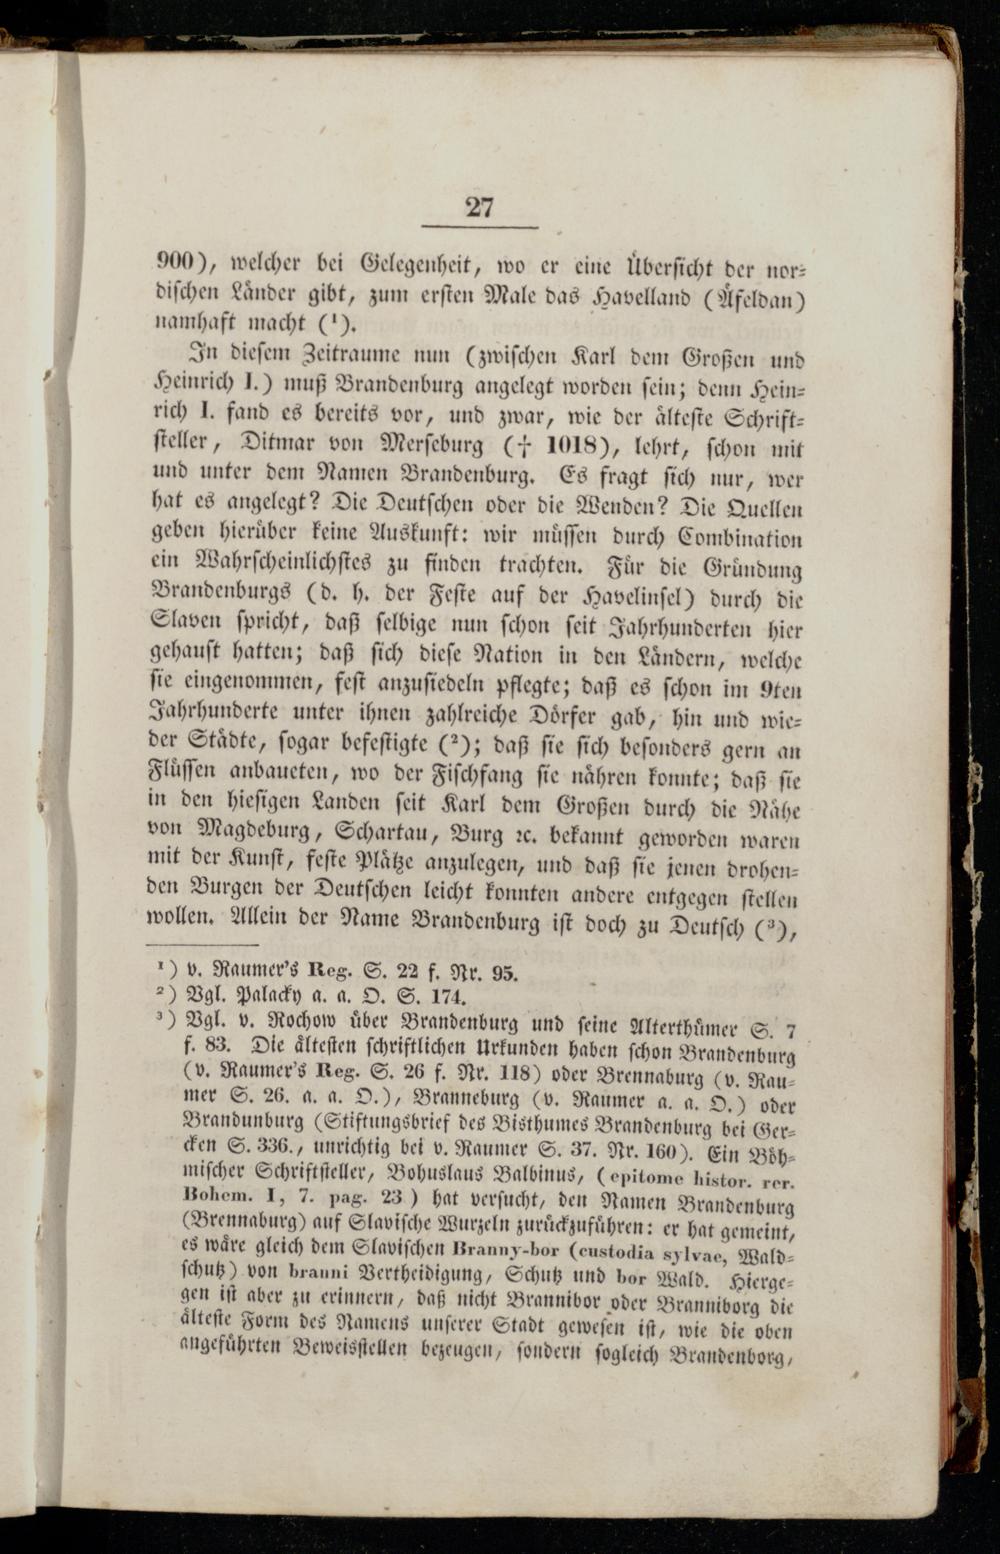 27
900), welcher bei Gelegenheit, wo er eine Übersicht der nor-
dischen Länder gibt, zum ersten Male das Havelland (Äfeldan)
namhaft macht (¹).
In diesem Zeitraume nun (zwischen Karl dem Großen und
Heinrich I.) muß Brandenburg angelegt worden sein; denn Hein-
rich I. fand es bereits vor, und zwar, wie der älteste Schrift-
steller, Ditmar von Merseburg († 1018), lehrt, schon mit
und unter dem Namen Brandenburg. Es fragt sich nur, wer
hat es angelegt? Die Deutschen oder die Wenden? Die Quellen
geben hierüber keine Auskunft: wir müssen durch Combination
ein Wahrscheinlichstes zu finden trachten. Für die Gründung
Brandenburgs (d. h. der Feste auf der Havelinsel) durch die
Slaven spricht, daß selbige nun schon seit Jahrhunderten hier
gehaust hatten; daß sich diese Nation in den Ländern, welche
sie eingenommen, fest anzusiedeln pflegte; daß es schon im 9ten
Jahrhunderte unter ihnen zahlreiche Dörfer gab, hin und wie-
der Städte, sogar befestigte (²); daß sie sich besonders gern an
Flüssen anbaueten, wo der Fischfang sie nähren konnte; daß sie
in den hiesigen Landen seit Karl dem Großen durch die Nähe
von Magdeburg, Schartau, Burg ꝛc. bekannt geworden waren
mit der Kunst, feste Plätze anzulegen, und daß sie jenen drohen-
den Burgen der Deutschen leicht konnten andere entgegen stellen
wollen. Allein der Name Brandenburg ist doch zu Deutsch (³),
¹) v. Raumer's Reg. S. 22 f. Nr. 95.
²) Vgl. Palacky a. a. O. S. 174.
³) Vgl. v. Rochow über Brandenburg und seine Alterthümer S. 7
f. 83. Die ältesten schriftlichen Urkunden haben schon Brandenburg
(v. Raumer's Reg. S. 26 f. Nr. 118) oder Brennaburg (v. Rau-
mer S. 26. a. a. O.), Branneburg (v. Raumer a. a. O.) oder
Brandunburg (Stiftungsbrief des Bisthumes Brandenburg bei Ger-
cken S. 336., unrichtig bei v. Raumer S. 37. Nr. 160). Ein Böh-
mischer Schriftsteller, Bohuslaus Balbinus, (epitome histor. rer.
Bohem. I, 7. pag. 23) hat versucht, den Namen Brandenburg
(Brennaburg) auf Slavische Wurzeln zurückzuführen: er hat gemeint,
es wäre gleich dem Slavischen Branny-bor (custodia sylvae, Wald-
schutz) von branni Vertheidigung, Schutz und bor Wald. Hierge-
gen ist aber zu erinnern, daß nicht Brannibor oder Branniborg die
älteste Form des Namens unserer Stadt gewesen ist, wie die oben
angeführten Beweisstellen bezeugen, sondern sogleich Brandenborg,